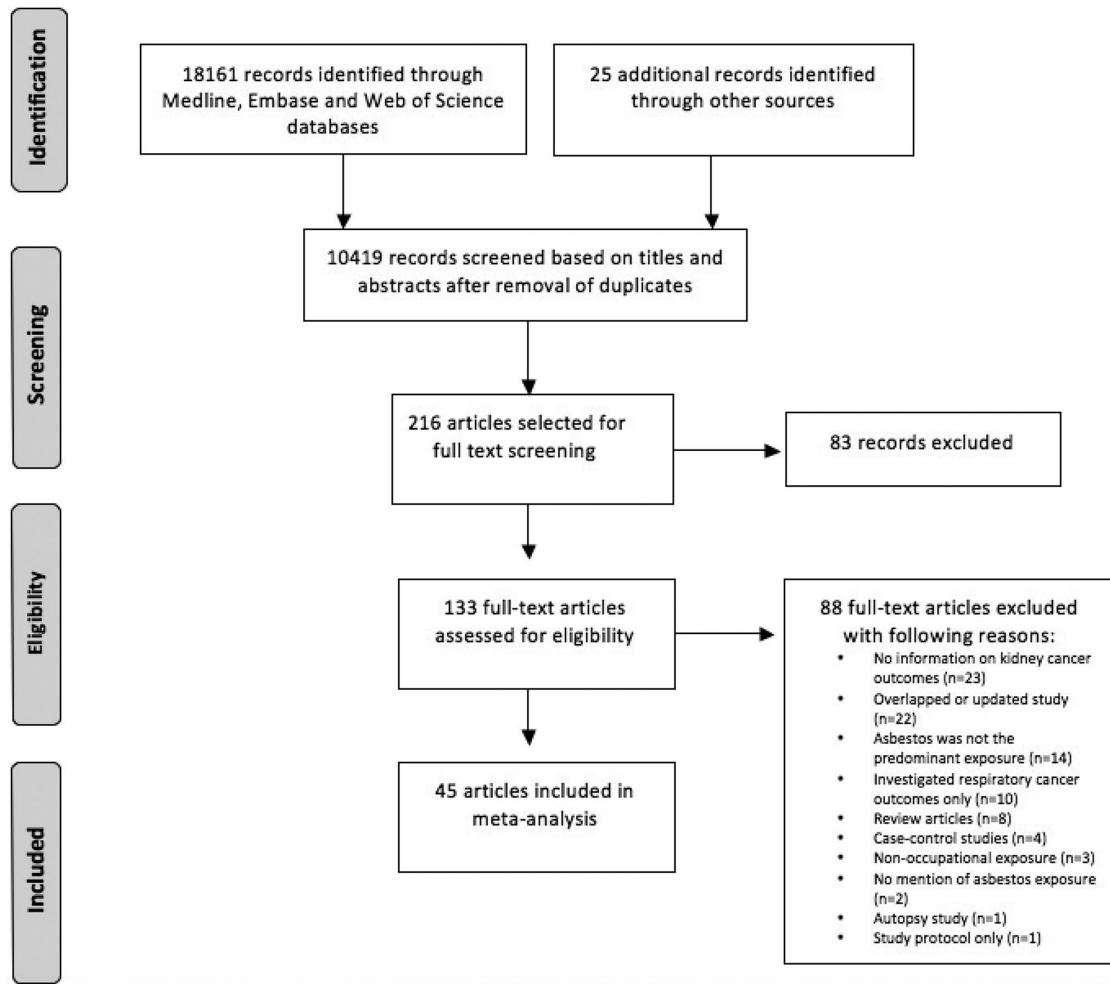 Identification
18161 records identified through
Medline, Embase and Web of Science
databases
25 additional records identified
through other sources
Screening
10419 records screened based on titles and
abstracts after removal of duplicates
216 articles selected for
full text screening
83 records excluded
Eligibility
133 full-text articles
assessed for eligibility
88 full-text articles excluded
with following reasons:
• No information on kidney cancer
outcomes (n=23)
• Overlapped or updated study
(n=22)
• Asbestos was not the
predominant exposure (n=14)
• Investigated respiratory cancer
outcomes only (n=10)
• Review articles (n=8)
• Case-control studies (n=4)
• Non-occupational exposure (n=3)
• No mention of asbestos exposure
(n=2)
• Autopsy study (n=1)
• Study protocol only (n=1)
Included
45 articles included in
meta-analysis